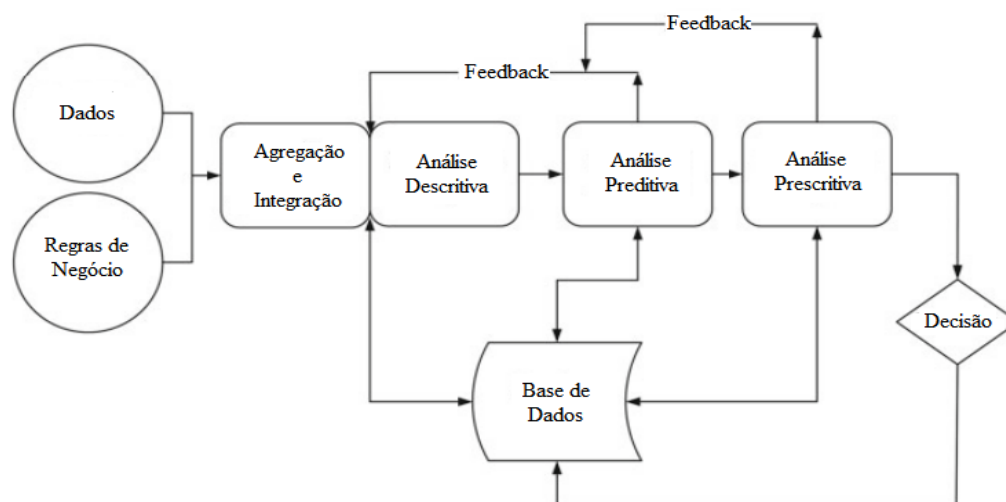 Feedback
Feedback
Dados
Agregação
e
Integração
Análise
Descritiva
Análise
Preditiva
Análise
Prescritiva
Regras de
Negócio
Decisão
Base de
Dados